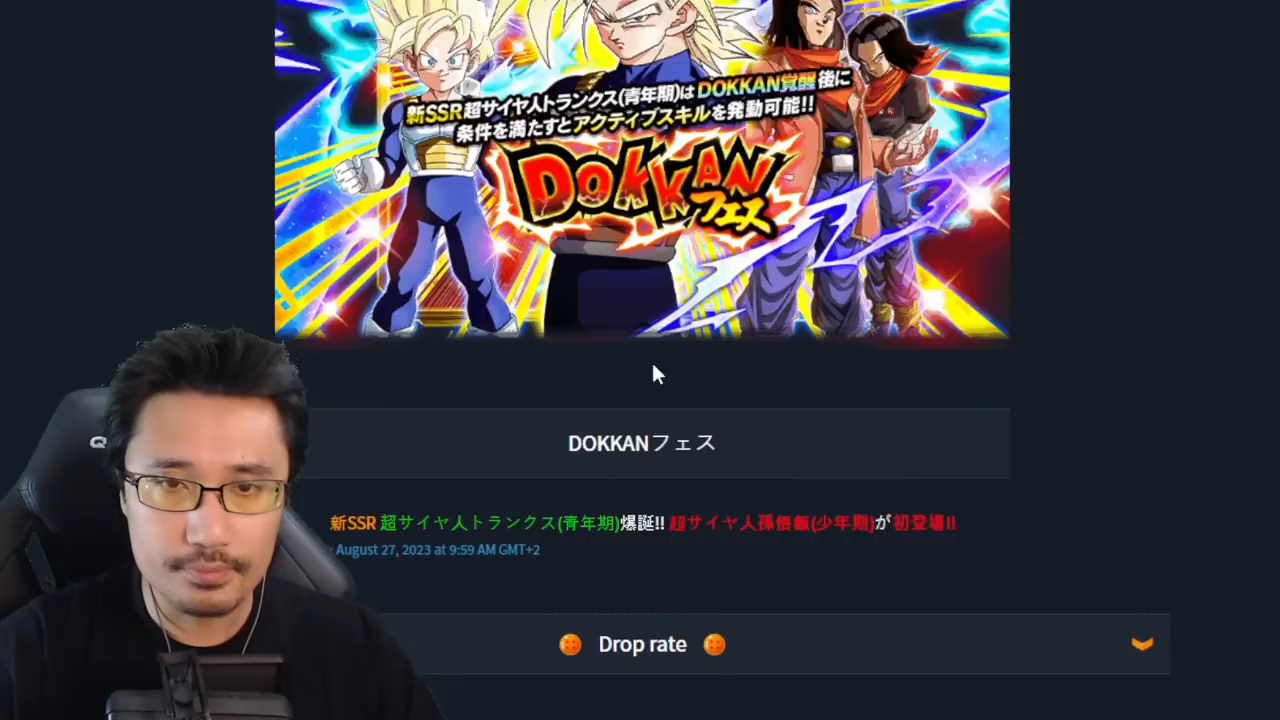 新SSR超サイヤ人トランクス(青年期)はDOKKAN覚醒後に
条件を満たすとアクティブスキルを発動可能!!
DOKKAN
フェス
DOKKANフェス
新SSR 超サイヤ人トランクス(青年期)爆誕!! 超サイヤ人孫悟飯(少年期)が初登場!!
August 27, 2023 at 9:59 AM GMT+2
Drop rate